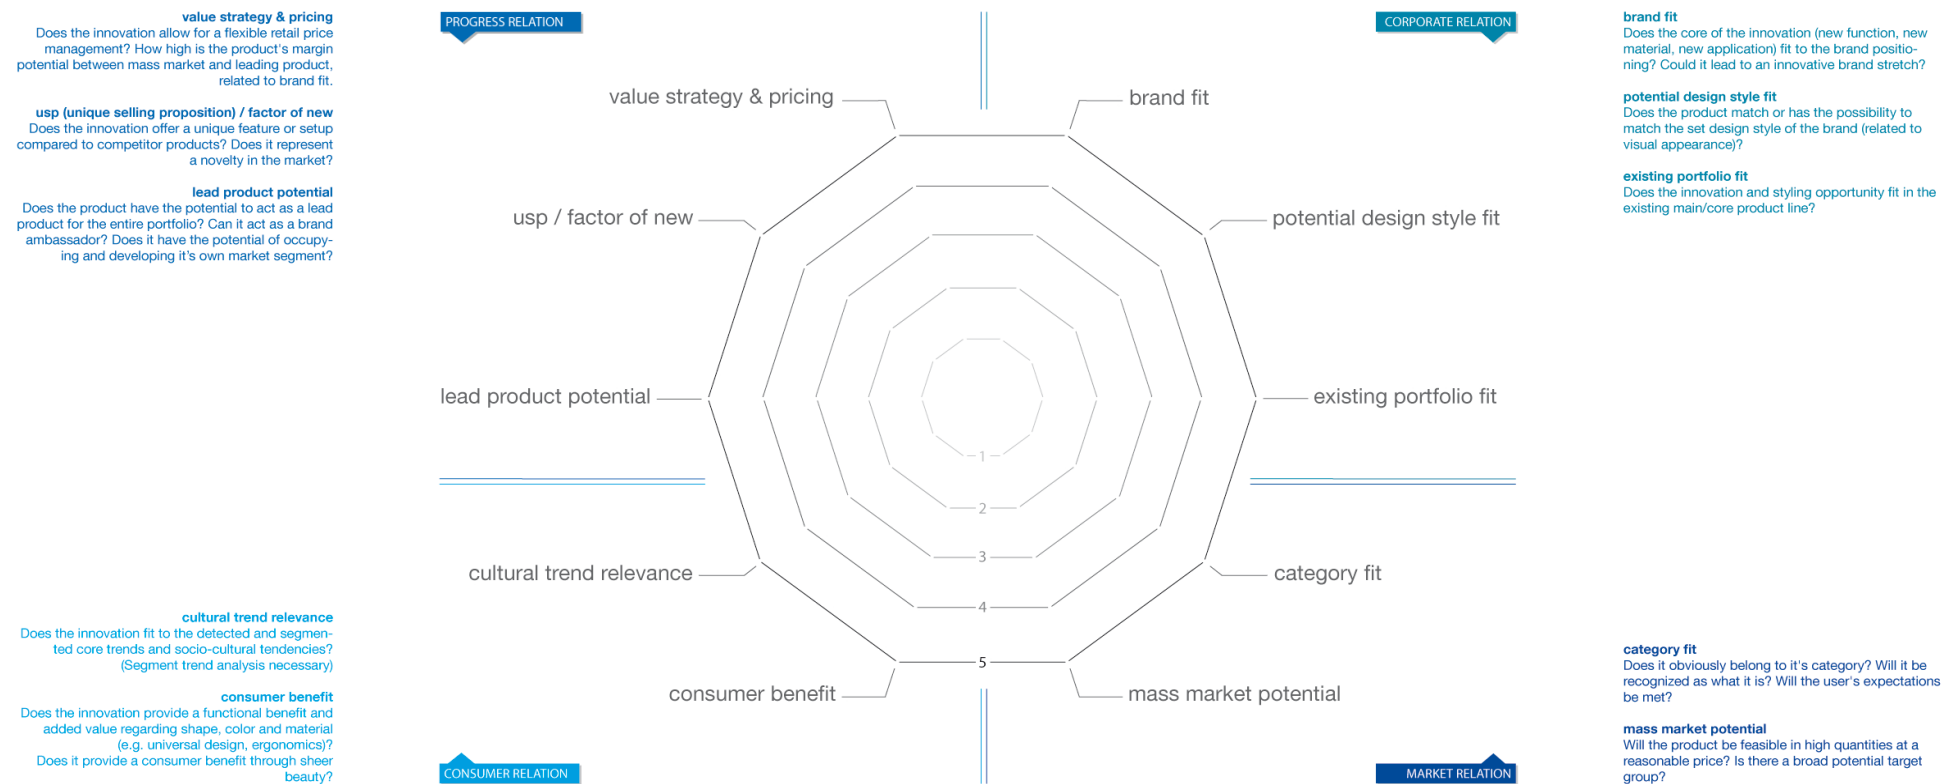 value strategy & pricing
Does the innovation allow for a flexible retail price
management? How high is the product's margin
potential between mass market and leading product,
related to brand fit.
usp (unique selling proposition) / factor of new
Does the innovation offer a unique feature or setup
compared to competitor products? Does it represent
a novelty in the market?
lead product potential
Does the product have the potential to act as a lead
product for the entire portfolio? Can it act as a brand
ambassador? Does it have the potential of occupy-
ing and developing it's own market segment?
cultural trend relevance
Does the innovation fit to the detected and segmen-
ted core trends and socio-cultural tendencies?
(Segment trend analysis necessary)
consumer benefit
Does the innovation provide a functional benefit and
added value regarding shape, color and material
(e.g. universal design, ergonomics)?
Does it provide a consumer benefit through sheer
beauty?
PROGRESS RELATION
CORPORATE RELATION
value strategy & pricing
brand fit
usp / factor of new
potential design style fit
lead product potential
existing portfolio fit
1
2
3
4
5
cultural trend relevance
category fit
consumer benefit
mass market potential
CONSUMER RELATION
MARKET RELATION
brand fit
Does the core of the innovation (new function, new
material, new application) fit to the brand positio-
ning? Could it lead to an innovative brand stretch?
potential design style fit
Does the product match or has the possibility to
match the set design style of the brand (related to
visual appearance)?
existing portfolio fit
Does the innovation and styling opportunity fit in the
existing main/core product line?
category fit
Does it obviously belong to it's category? Will it be
recognized as what it is? Will the user's expectations
be met?
mass market potential
Will the product be feasible in high quantities at a
reasonable price? Is there a broad potential target
group?